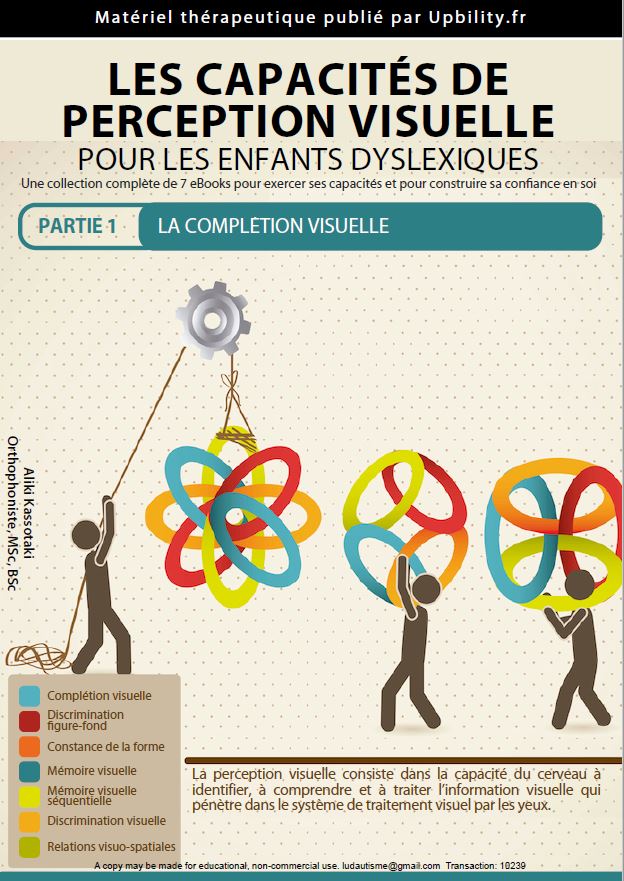 Matériel thérapeutique publié par Upbility.fr
LES CAPACITÉS DE
PERCEPTION VISUELLE
POUR LES ENFANTS DYSLEXIQUES
Une collection complète de 7 eBooks pour exercer ses capacités et pour construire sa confiance en soi
PARTIE 1
LA COMPLÉTION VISUELLE
Aliki Kassotaki
Orthophoniste, MSc, BSc
Complétion visuelle
Discrimination
figure-fond
Constance de la forme
Mémoire visuelle
Mémoire visuelle
séquentielle
Discrimination visuelle
Relations visuo-spatiales
La perception visuelle consiste dans la capacité du cerveau à
identifier, à comprendre et à traiter l'information visuelle qui
pénètre dans le système de traitement visuel par les yeux.
A copy may be made for educational, non-commercial use. ludautisme@gmail.com Transaction: 10239